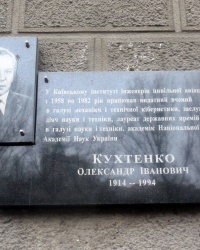 У Київському інституті інженерів цивільної авіац
з 1958 по 1982 рік працював видатний вчений
в галузі механіки і технічної кібернетики, заслу
діяч науки і техніки, лауреат державних премій
в галузі науки і техніки, академік Національної
Академії Наук України
КУХТЕНКО
ОЛЕКСАНДР ІВАНОВИЧ
1914 -- 1994